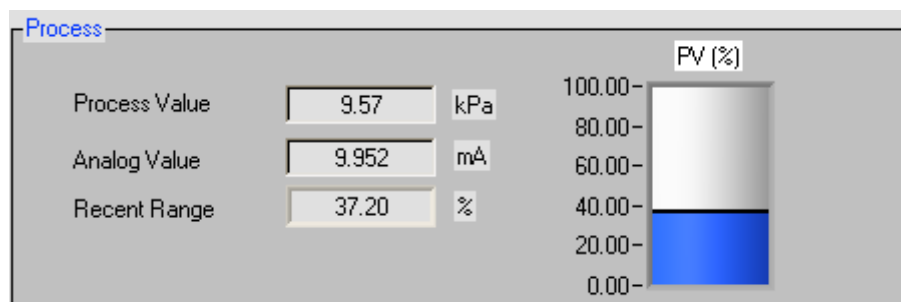 Process
PV (%)
Process Value 9.57 kPa
Analog Value 9.952 mA
Recent Range 37.20 %
100.00
80.00
60.00
40.00
20.00
0.00